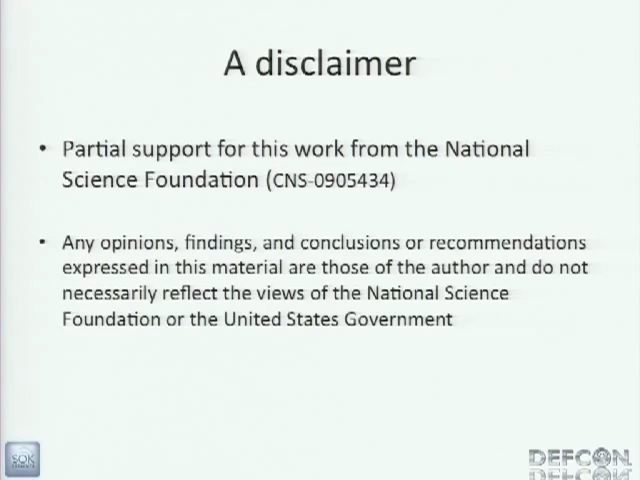 A disclaimer
• Partial support for this work from the National
Science Foundation (CNS-0905434)
• Any opinions, findings, and conclusions or recommendations
expressed in this material are those of the author and do not
necessarily reflect the views of the National Science
Foundation or the United States Government
SOK
DEFCON